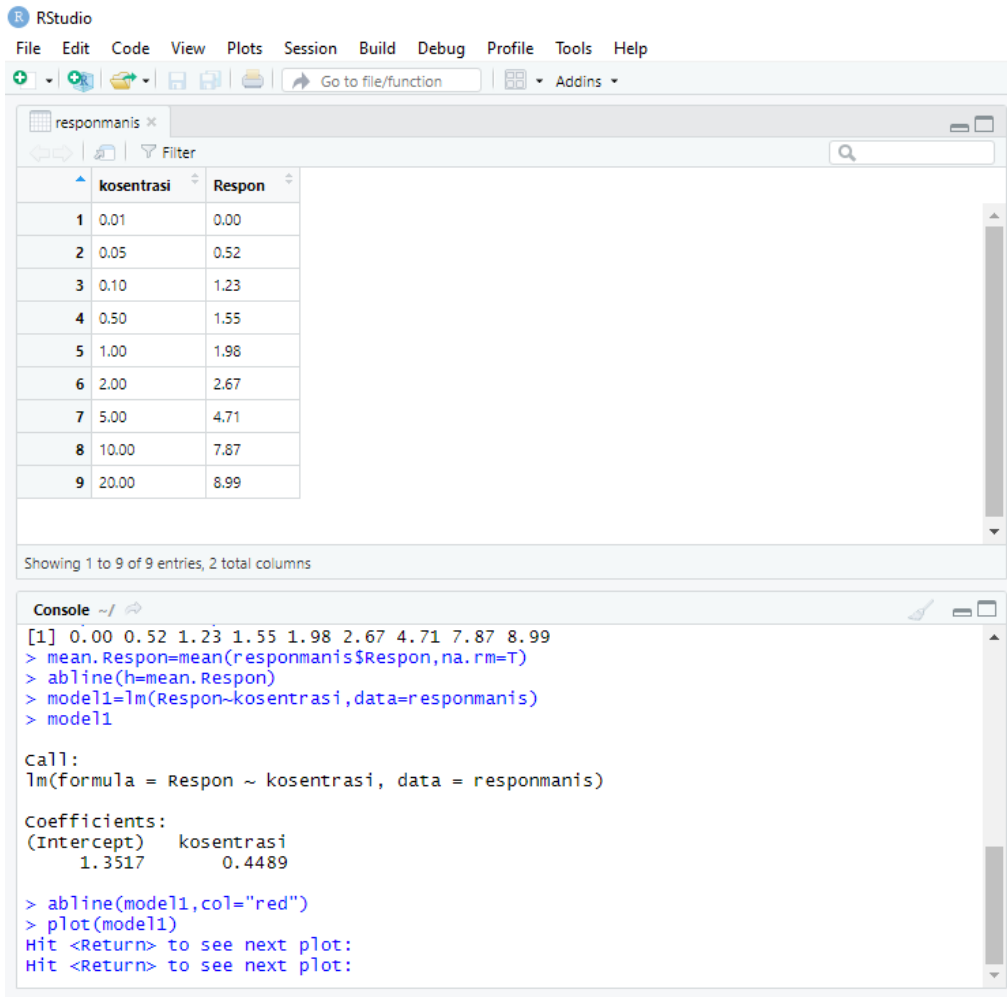 RStudio
File Edit Code View Plots Session Build Debug Profile Tools Help
Go to file/function Addins
responmanis
Filter
kosentrasi Respon
1 0.01 0.00
2 0.05 0.52
3 0.10 1.23
4 0.50 1.55
5 1.00 1.98
6 2.00 2.67
7 5.00 4.71
8 10.00 7.87
9 20.00 8.99
Showing 1 to 9 of 9 entries, 2 total columns
Console ~/
[1] 0.00 0.52 1.23 1.55 1.98 2.67 4.71 7.87 8.99
> mean.Respon=mean(responmanis$Respon,na.rm=T)
> abline(h=mean.Respon)
> model1=lm(Respon~kosentrasi,data=responmanis)
> model1
Call:
lm(formula = Respon ~ kosentrasi, data = responmanis)
Coefficients:
(Intercept) kosentrasi
1.3517 0.4489
> abline(model1,col="red")
> plot(model1)
Hit <Return> to see next plot:
Hit <Return> to see next plot: